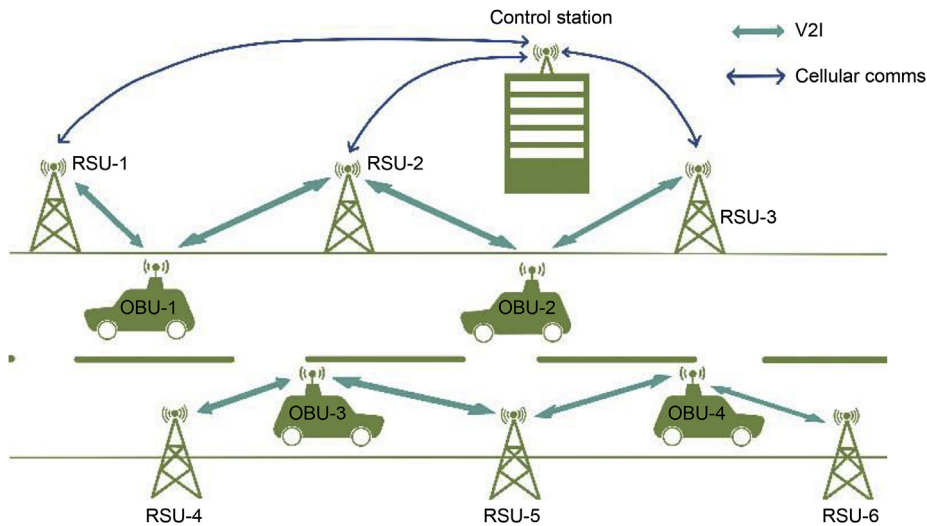 Control station
V2I
Cellular comms
RSU-1
RSU-2
RSU-3
OBU-1
OBU-2
OBU-3
OBU-4
RSU-4
RSU-5
RSU-6